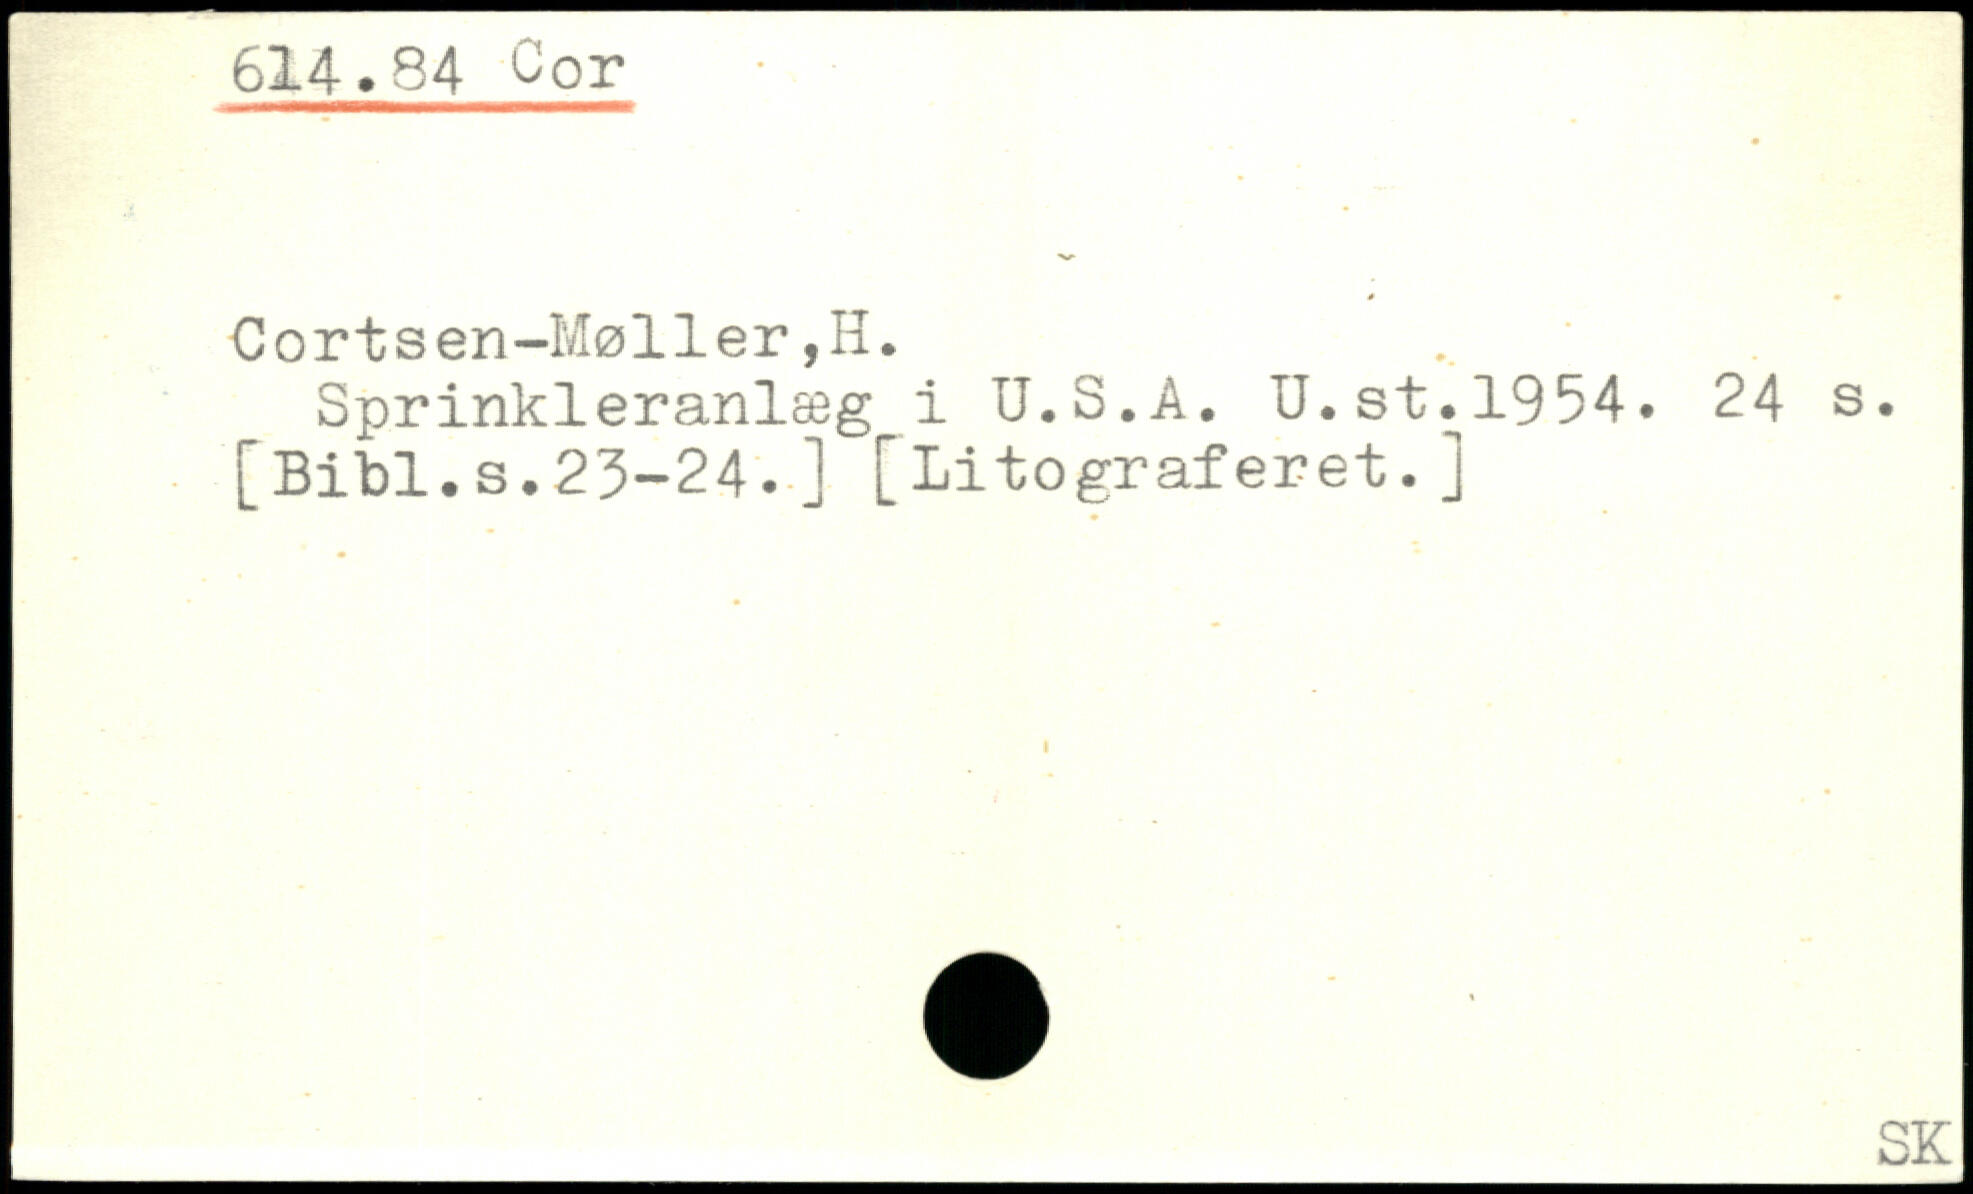 614.84 Cor
Cortsen-Møller,H.
Sprinkleranlæg i U.S.A. U.st.1954. 24 s.
[Bibl.s.23-24.] [Litograferet.]
SK